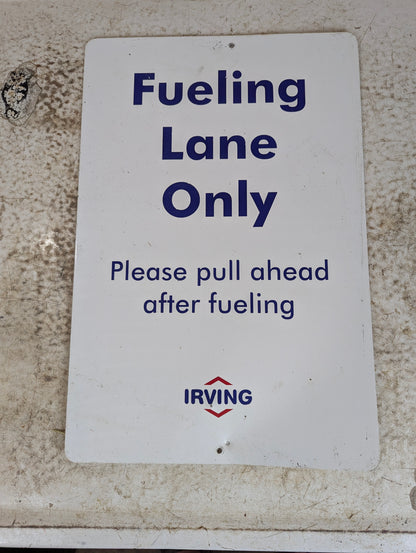 Fueling
Lane
Only
Please pull ahead
after fueling
IRVING